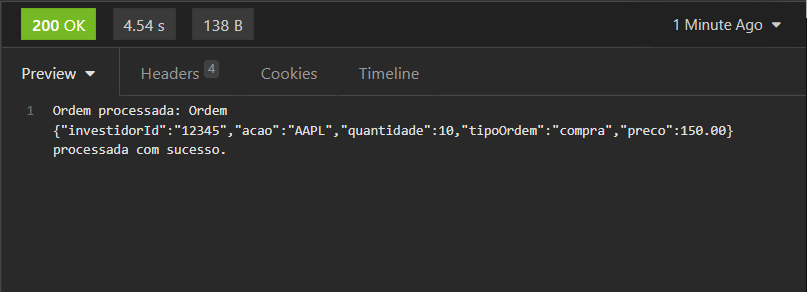 200 OK 4.54 s 138 B 1 Minute Ago
Preview Headers 4 Cookies Timeline
1 Ordem processada: Ordem
{"investidorId":"12345","acao":"AAPL","quantidade":10,"tipoOrdem":"compra","preco":150.00}
processada com sucesso.